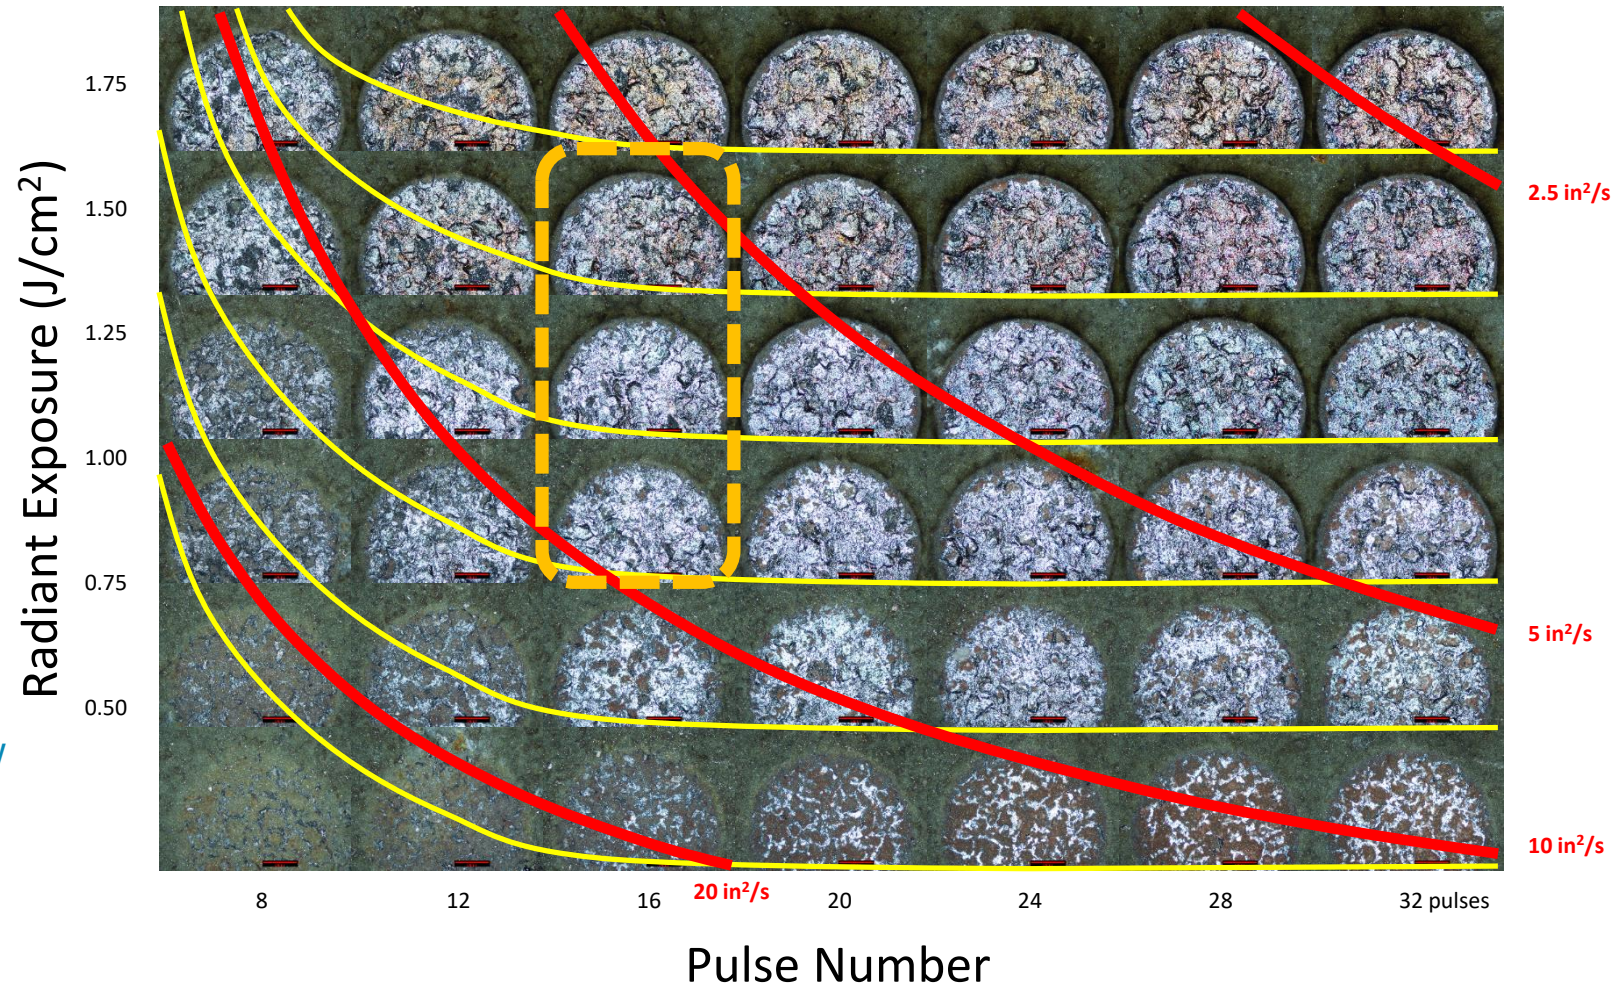 1.75
1.50
1.25
1.00
0.75
0.50
Radiant Exposure (J/cm²)
2.5 in²/s
5 in²/s
10 in²/s
20 in²/s
8
12
16
20
24
28
32 pulses
Pulse Number